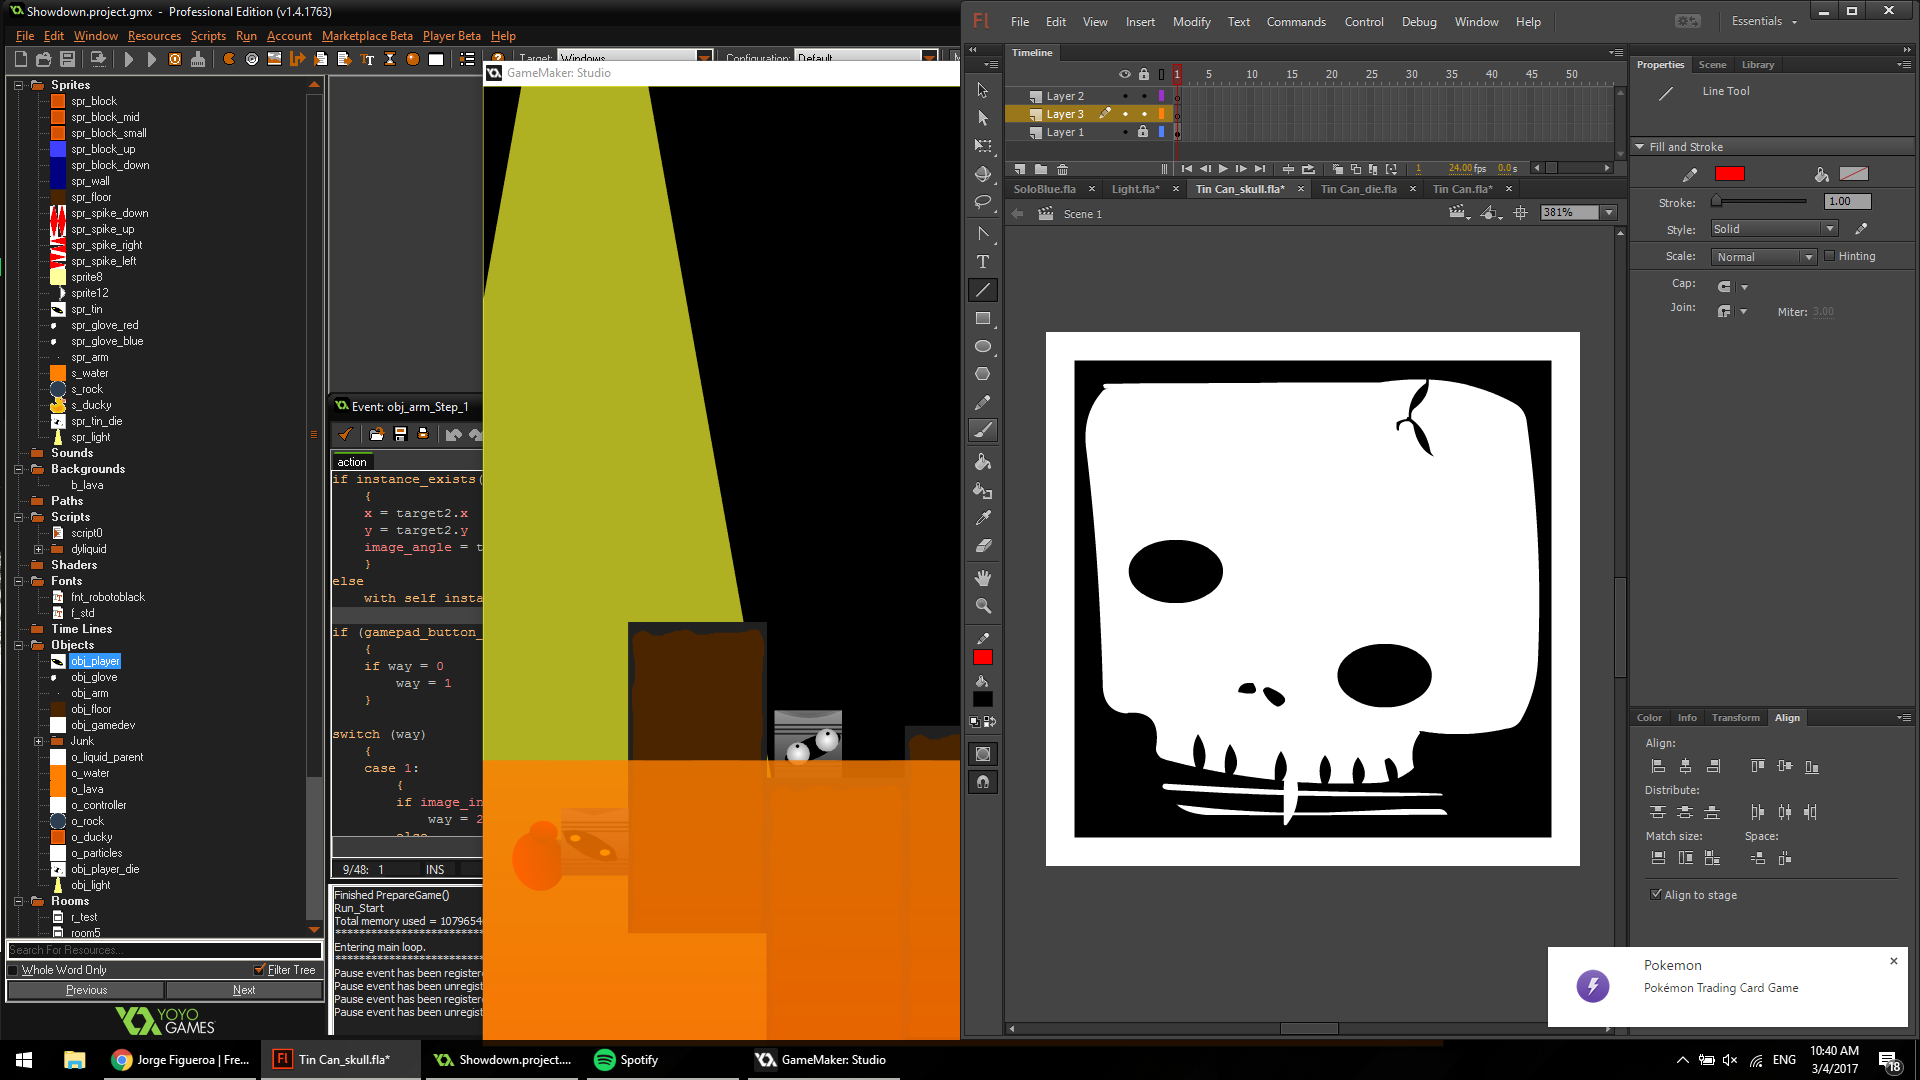 Showdown.project.gmx - Professional Edition (v1.4.1763)
File Edit Window Resources Scripts Run Account Marketplace Beta Player Beta Help
Target: Windows Configuration: Default
GameMaker: Studio
Sprites
spr_block
spr_block_mid
spr_block_small
spr_block_up
spr_block_down
spr_wall
spr_floor
spr_spike_down
spr_spike_up
spr_spike_right
spr_spike_left
sprite8
sprite12
spr_tin
spr_glove_red
spr_glove_blue
spr_arm
s_water
s_rock
s_ducky
spr_tin_die
spr_light
Sounds
Backgrounds
b_lava
Paths
Scripts
script0
dyliquid
Shaders
Fonts
fnt_robotoblack
f_std
Time Lines
Objects
obj_player
obj_glove
obj_arm
obj_floor
obj_gamedev
Junk
o_liquid_parent
o_water
o_lava
o_controller
o_rock
o_ducky
o_particles
obj_player_die
obj_light
Rooms
r_test
room5
Search For Resources...
Whole Word Only Filter Tree
Previous Next
YOYO GAMES
Event: obj_arm_Step_1
action
if instance_exists(
{
x = target2.x
y = target2.y
image_angle = t
}
else
with self insta
if (gamepad_button_
{
if way = 0
way = 1
}
switch (way)
{
case 1:
{
if image_in
way = 2
else
9/48: 1 INS
Finished PrepareGame()
Run_Start
Total memory used = 1079654
***************************
Entering main loop.
***************************
Pause event has been registere
Pause event has been unregist
Pause event has been registere
Pause event has been unregist
Fl File Edit View Insert Modify Text Commands Control Debug Window Help Essentials
Timeline
1 5 10 15 20 25 30 35 40 45 50
Layer 2
Layer 3
Layer 1
1 24.00 fps 0.0 s
SoloBlue.fla Light.fla* Tin Can_skull.fla* Tin Can_die.fla Tin Can.fla*
Scene 1 381%
Properties Scene Library
Line Tool
Fill and Stroke
Stroke: 1.00
Style: Solid
Scale: Normal Hinting
Cap:
Join: Miter: 3.00
Color Info Transform Align
Align:
Distribute:
Match size: Space:
Align to stage
Pokemon
Pokémon Trading Card Game
Jorge Figueroa | Fre...
Fl Tin Can_skull.fla*
Showdown.project....
Spotify
GameMaker: Studio
ENG
10:40 AM
3/4/2017
18